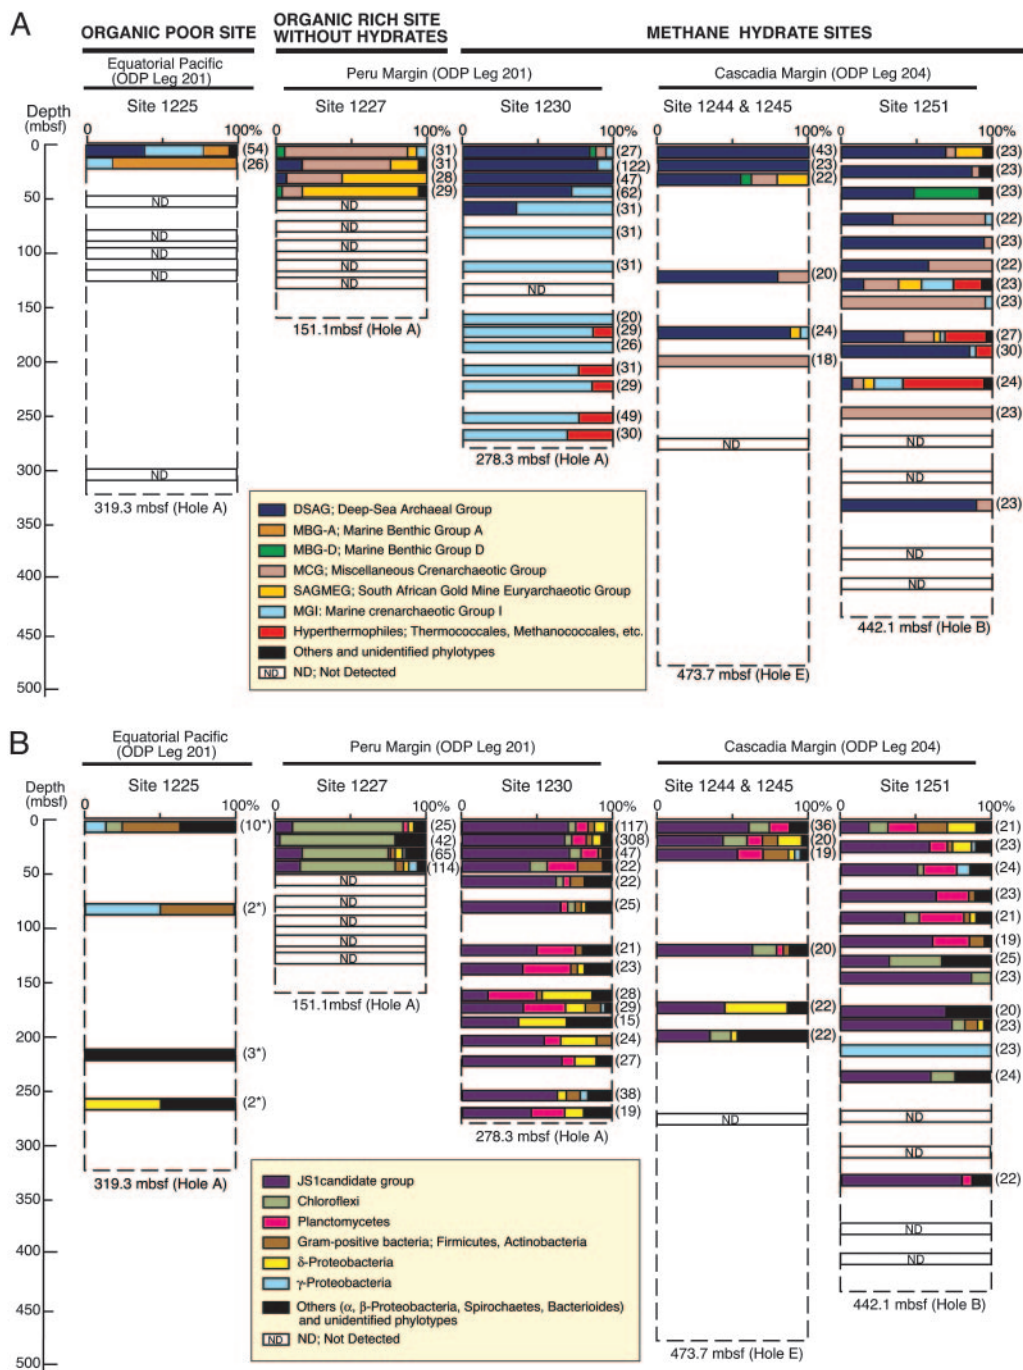 A
ORGANIC POOR SITE
ORGANIC RICH SITE
WITHOUT HYDRATES
METHANE HYDRATE SITES
Equatorial Pacific
(ODP Leg 201)
Peru Margin (ODP Leg 201)
Cascadia Margin (ODP Leg 204)
Depth
(mbsf)
Site 1225
Site 1227
Site 1230
Site 1244 & 1245
Site 1251
0 100%
0 100%
0 100%
0 100%
0 100%
0
50
100
150
200
250
300
350
400
450
500
(54)
(26)
ND
ND
ND
ND
ND
319.3 mbsf (Hole A)
(31)
(31)
(28)
(29)
ND
ND
ND
ND
ND
151.1mbsf (Hole A)
(27)
(122)
(47)
(62)
(31)
(31)
(31)
ND
(20)
(29)
(26)
(31)
(29)
(49)
(30)
278.3 mbsf (Hole A)
(43)
(23)
(22)
(20)
(24)
(18)
ND
473.7 mbsf (Hole E)
(23)
(23)
(23)
(22)
(23)
(22)
(23)
(23)
(27)
(30)
(24)
(23)
ND
ND
(23)
ND
ND
442.1 mbsf (Hole B)
DSAG; Deep-Sea Archaeal Group
MBG-A; Marine Benthic Group A
MBG-D; Marine Benthic Group D
MCG; Miscellaneous Crenarchaeotic Group
SAGMEG; South African Gold Mine Euryarchaeotic Group
MGI: Marine crenarchaeotic Group I
Hyperthermophiles; Thermococcales, Methanococcales, etc.
Others and unidentified phylotypes
ND ND; Not Detected
B
Equatorial Pacific
(ODP Leg 201)
Peru Margin (ODP Leg 201)
Cascadia Margin (ODP Leg 204)
Depth
(mbsf)
Site 1225
Site 1227
Site 1230
Site 1244 & 1245
Site 1251
0 100%
0 100%
0 100%
0 100%
0 100%
0
50
100
150
200
250
300
350
400
450
500
(10*)
(2*)
(3*)
(2*)
319.3 mbsf (Hole A)
(25)
(42)
(65)
(114)
ND
ND
ND
ND
ND
151.1mbsf (Hole A)
(117)
(308)
(47)
(22)
(22)
(25)
(21)
(23)
(28)
(29)
(15)
(24)
(27)
(38)
(19)
278.3 mbsf (Hole A)
(36)
(20)
(19)
(20)
(22)
(22)
ND
473.7 mbsf (Hole E)
(21)
(23)
(24)
(23)
(21)
(19)
(25)
(23)
(20)
(23)
(23)
(24)
ND
ND
(22)
ND
ND
442.1 mbsf (Hole B)
JS1candidate group
Chloroflexi
Planctomycetes
Gram-positive bacteria; Firmicutes, Actinobacteria
δ-Proteobacteria
γ-Proteobacteria
Others (α, β-Proteobacteria, Spirochaetes, Bacterioides)
and unidentified phylotypes
ND ND; Not Detected